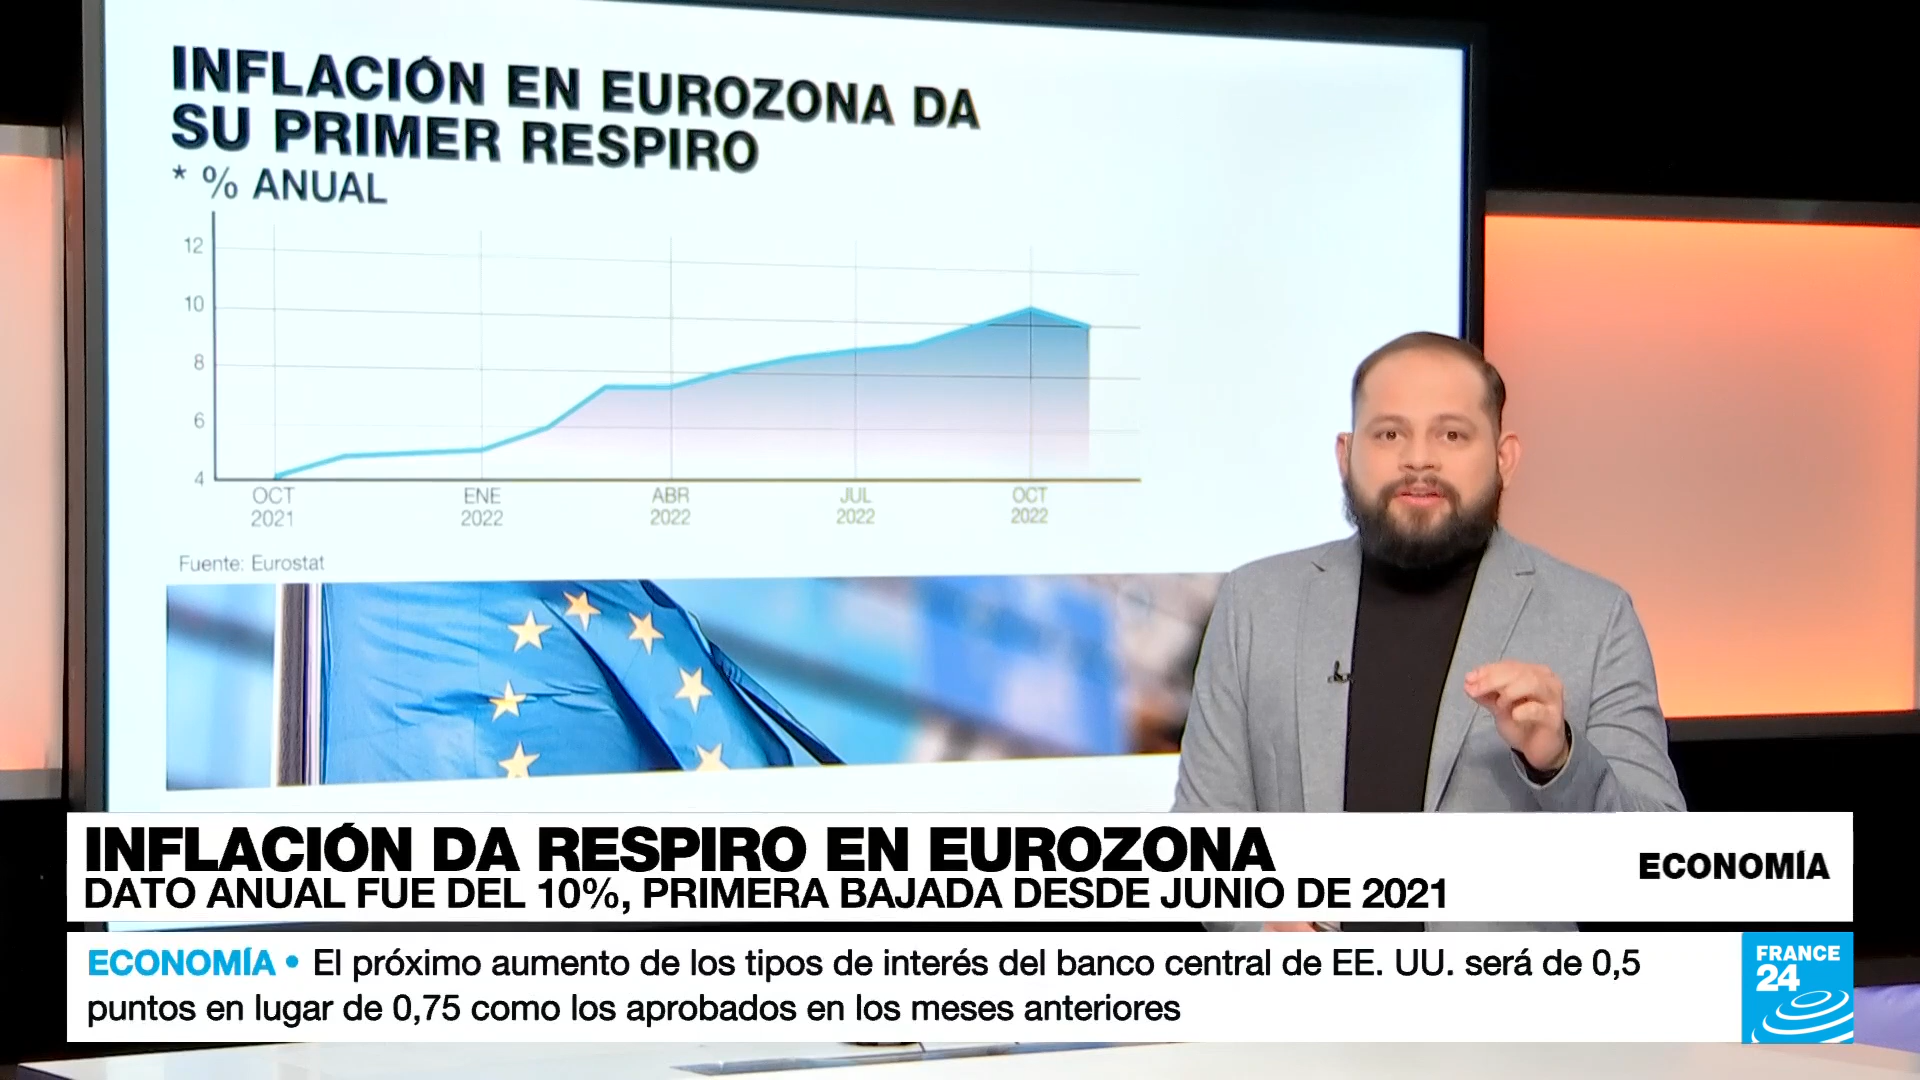 INFLACIÓN EN EUROZONA DA
SU PRIMER RESPIRO
* % ANUAL
12
10
8
6
4
OCT ENE ABR JUL OCT
2021 2022 2022 2022 2022
Fuente: Eurostat
INFLACIÓN DA RESPIRO EN EUROZONA
DATO ANUAL FUE DEL 10%, PRIMERA BAJADA DESDE JUNIO DE 2021
ECONOMÍA
ECONOMÍA • El próximo aumento de los tipos de interés del banco central de EE. UU. será de 0,5
puntos en lugar de 0,75 como los aprobados en los meses anteriores
FRANCE
24